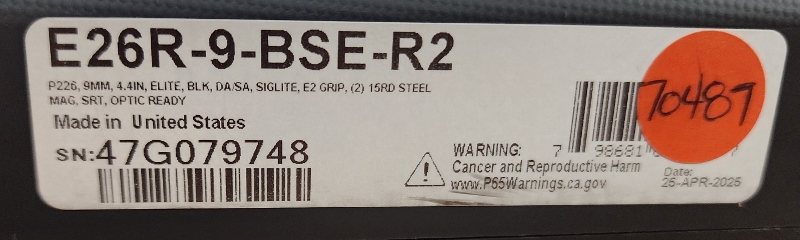 E26R-9-BSE-R2
P226, 9MM, 4.4IN, ELITE, BLK, DA/SA, SIGLITE, E2 GRIP, (2) 15RD STEEL
MAG, SRT, OPTIC READY
Made in United States
SN:47G079748
70487
7 98681
WARNING:
Cancer and Reproductive Harm
www.P65Warnings.ca.gov
Date:
25-APR-2025